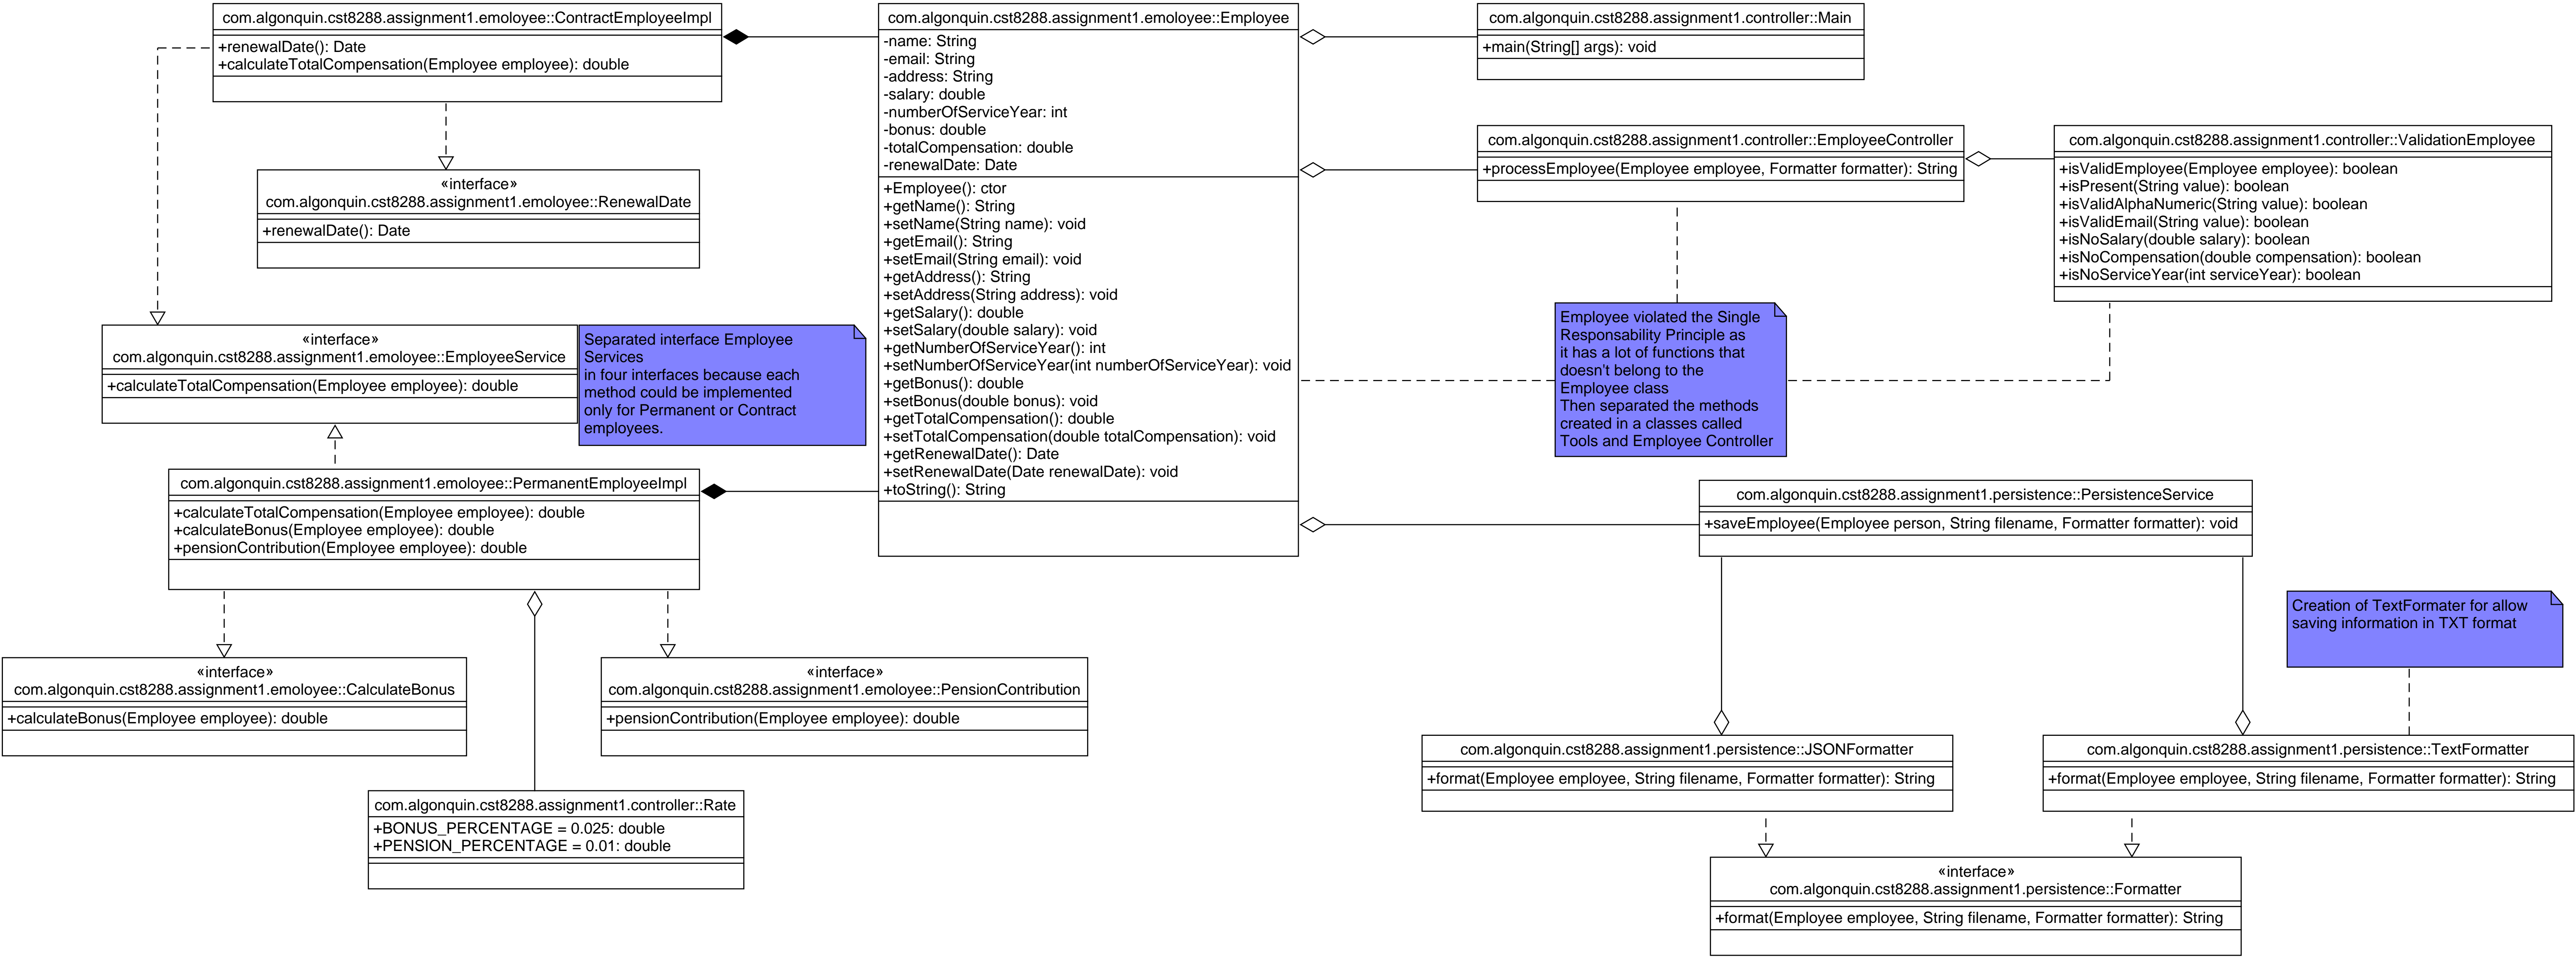 com.algonquin.cst8288.assignment1.emoloyee::ContractEmployeeImpl
+renewalDate(): Date
+calculateTotalCompensation(Employee employee): double
«interface»
com.algonquin.cst8288.assignment1.emoloyee::RenewalDate
+renewalDate(): Date
«interface»
com.algonquin.cst8288.assignment1.emoloyee::EmployeeService
+calculateTotalCompensation(Employee employee): double
Separated interface Employee
Services
in four interfaces because each
method could be implemented
only for Permanent or Contract
employees.
com.algonquin.cst8288.assignment1.emoloyee::PermanentEmployeeImpl
+calculateTotalCompensation(Employee employee): double
+calculateBonus(Employee employee): double
+pensionContribution(Employee employee): double
«interface»
com.algonquin.cst8288.assignment1.emoloyee::CalculateBonus
+calculateBonus(Employee employee): double
«interface»
com.algonquin.cst8288.assignment1.emoloyee::PensionContribution
+pensionContribution(Employee employee): double
com.algonquin.cst8288.assignment1.controller::Rate
+BONUS_PERCENTAGE = 0.025: double
+PENSION_PERCENTAGE = 0.01: double
com.algonquin.cst8288.assignment1.emoloyee::Employee
-name: String
-email: String
-address: String
-salary: double
-numberOfServiceYear: int
-bonus: double
-totalCompensation: double
-renewalDate: Date
+Employee(): ctor
+getName(): String
+setName(String name): void
+getEmail(): String
+setEmail(String email): void
+getAddress(): String
+setAddress(String address): void
+getSalary(): double
+setSalary(double salary): void
+getNumberOfServiceYear(): int
+setNumberOfServiceYear(int numberOfServiceYear): void
+getBonus(): double
+setBonus(double bonus): void
+getTotalCompensation(): double
+setTotalCompensation(double totalCompensation): void
+getRenewalDate(): Date
+setRenewalDate(Date renewalDate): void
+toString(): String
com.algonquin.cst8288.assignment1.controller::Main
+main(String[] args): void
com.algonquin.cst8288.assignment1.controller::EmployeeController
+processEmployee(Employee employee, Formatter formatter): String
com.algonquin.cst8288.assignment1.controller::ValidationEmployee
+isValidEmployee(Employee employee): boolean
+isPresent(String value): boolean
+isValidAlphaNumeric(String value): boolean
+isValidEmail(String value): boolean
+isNoSalary(double salary): boolean
+isNoCompensation(double compensation): boolean
+isNoServiceYear(int serviceYear): boolean
Employee violated the Single
Responsability Principle as
it has a lot of functions that
doesn't belong to the
Employee class
Then separated the methods
created in a classes called
Tools and Employee Controller
com.algonquin.cst8288.assignment1.persistence::PersistenceService
+saveEmployee(Employee person, String filename, Formatter formatter): void
Creation of TextFormater for allow
saving information in TXT format
com.algonquin.cst8288.assignment1.persistence::JSONFormatter
+format(Employee employee, String filename, Formatter formatter): String
com.algonquin.cst8288.assignment1.persistence::TextFormatter
+format(Employee employee, String filename, Formatter formatter): String
«interface»
com.algonquin.cst8288.assignment1.persistence::Formatter
+format(Employee employee, String filename, Formatter formatter): String